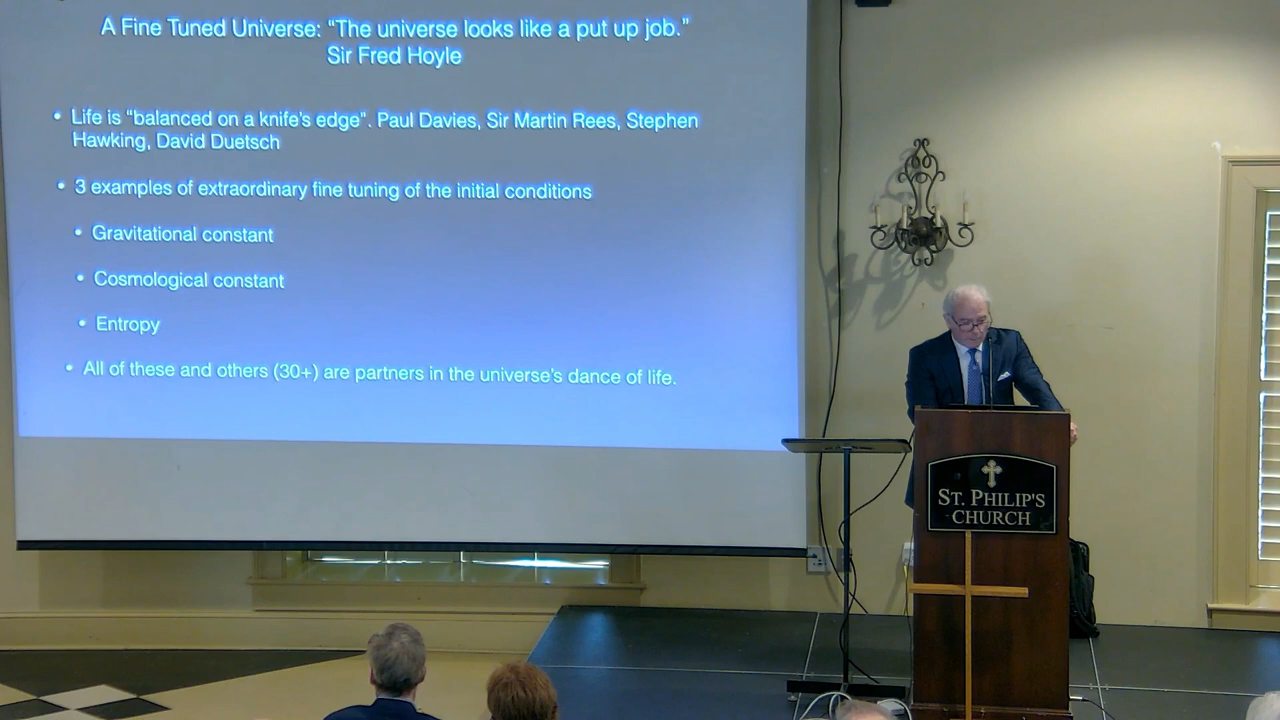 A Fine Tuned Universe: “The universe looks like a put up job.”
Sir Fred Hoyle
• Life is “balanced on a knife’s edge”. Paul Davies, Sir Martin Rees, Stephen
Hawking, David Duetsch
• 3 examples of extraordinary fine tuning of the initial conditions
• Gravitational constant
• Cosmological constant
• Entropy
• All of these and others (30+) are partners in the universe’s dance of life.
ST. PHILIP'S
CHURCH